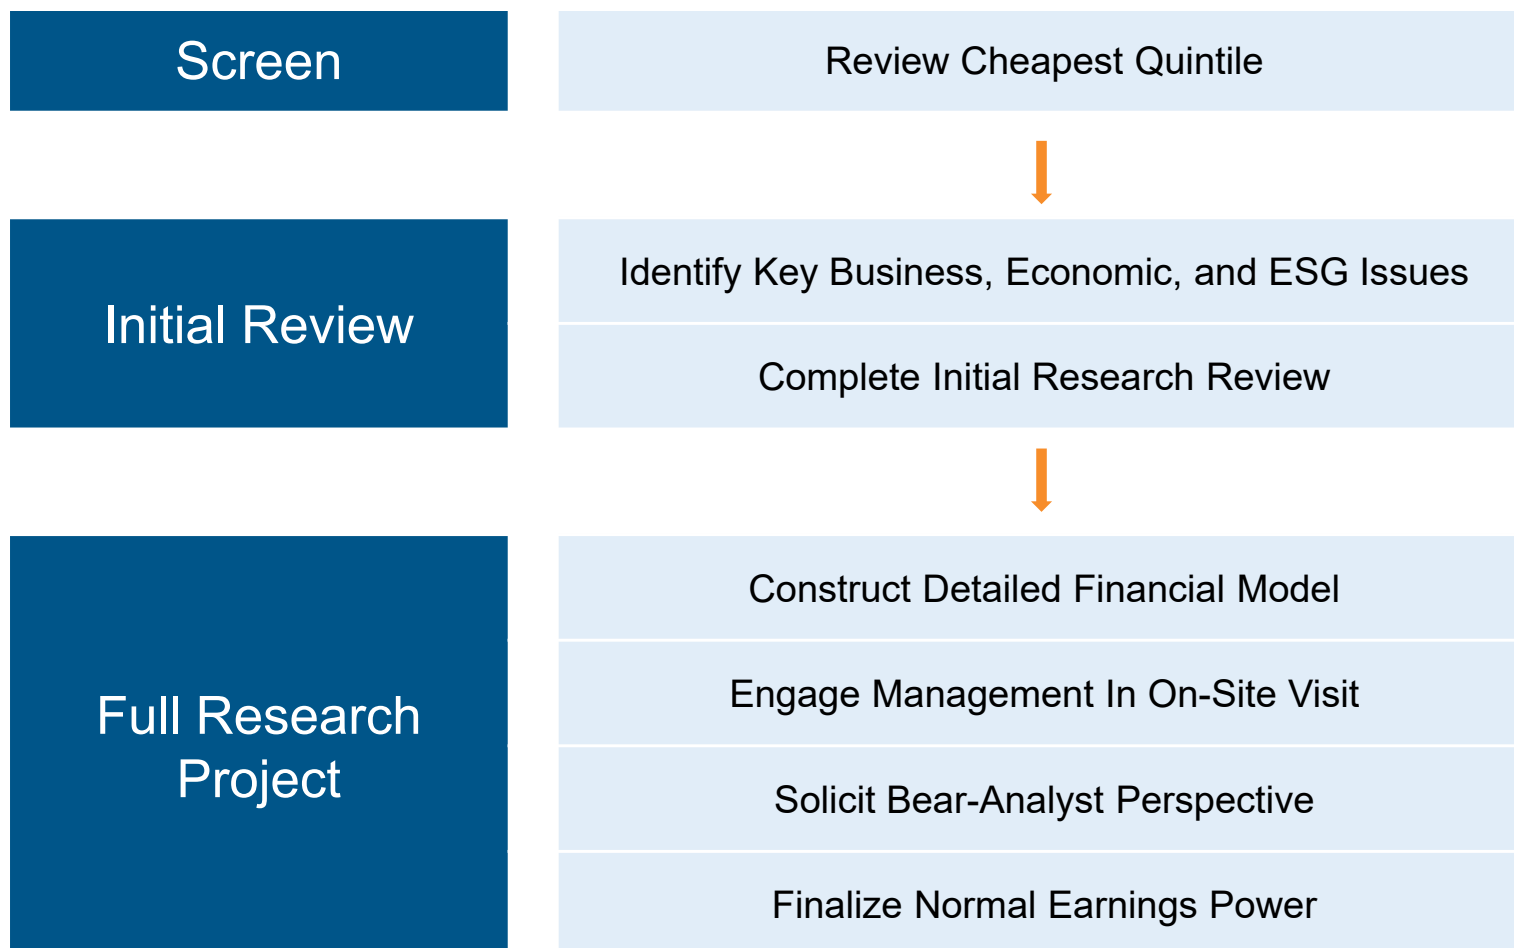 Screen
Review Cheapest Quintile
Initial Review
Identify Key Business, Economic, and ESG Issues
Complete Initial Research Review
Full Research
Project
Construct Detailed Financial Model
Engage Management In On-Site Visit
Solicit Bear-Analyst Perspective
Finalize Normal Earnings Power